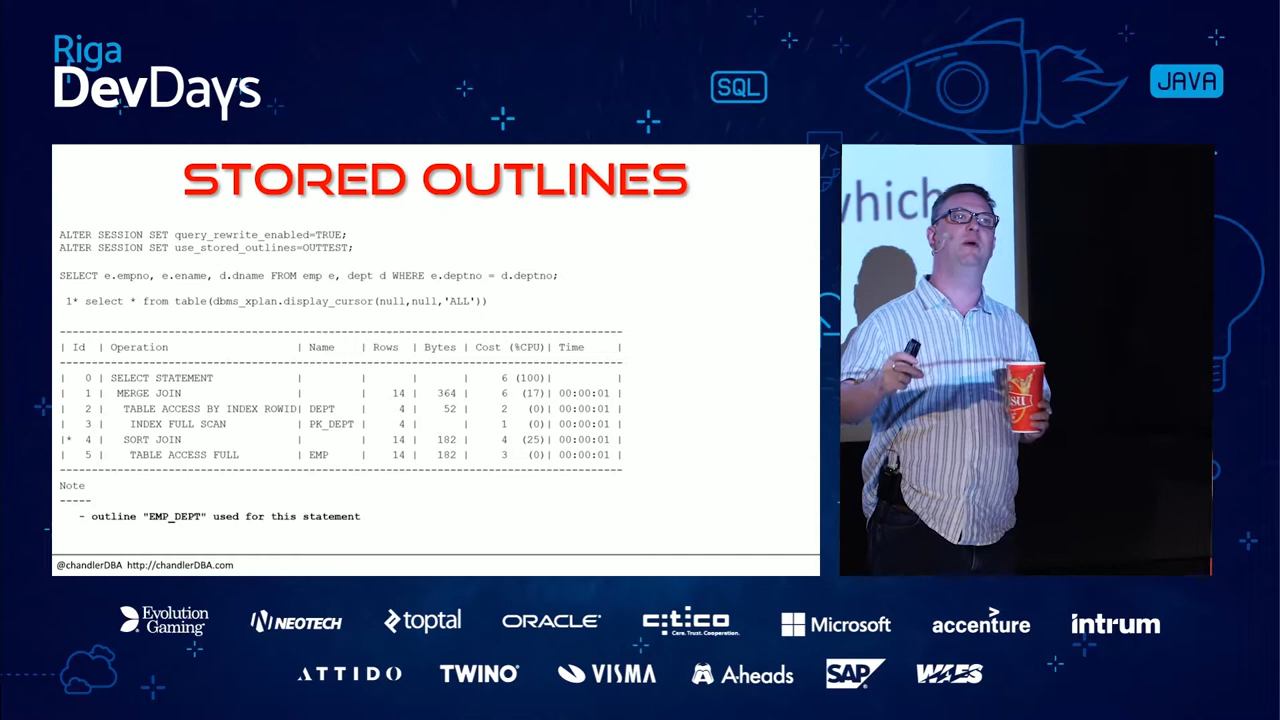 Riga
DevDays
SQL
JAVA
</>
STORED OUTLINES
ALTER SESSION SET query_rewrite_enabled=TRUE;
ALTER SESSION SET use_stored_outlines=OUTTEST;
SELECT e.empno, e.ename, d.dname FROM emp e, dept d WHERE e.deptno = d.deptno;
1* select * from table(dbms_xplan.display_cursor(null,null,'ALL'))
----------------------------------------------------------------------------------------
| Id | Operation | Name | Rows | Bytes | Cost (%CPU)| Time |
----------------------------------------------------------------------------------------
| 0 | SELECT STATEMENT | | | | 6 (100)| |
| 1 | MERGE JOIN | | 14 | 364 | 6 (17)| 00:00:01 |
| 2 | TABLE ACCESS BY INDEX ROWID| DEPT | 4 | 52 | 2 (0)| 00:00:01 |
| 3 | INDEX FULL SCAN | PK_DEPT | 4 | | 1 (0)| 00:00:01 |
|* 4 | SORT JOIN | | 14 | 182 | 4 (25)| 00:00:01 |
| 5 | TABLE ACCESS FULL | EMP | 14 | 182 | 3 (0)| 00:00:01 |
----------------------------------------------------------------------------------------
Note
-----
- outline "EMP_DEPT" used for this statement
@chandlerDBA http://chandlerDBA.com
which
Evolution Gaming
NEOTECH
toptal
ORACLE
citico
Care. Trust. Cooperation.
Microsoft
accenture
intrum
ATTIDO
TWINO
VISMA
A-heads
SAP
WAES